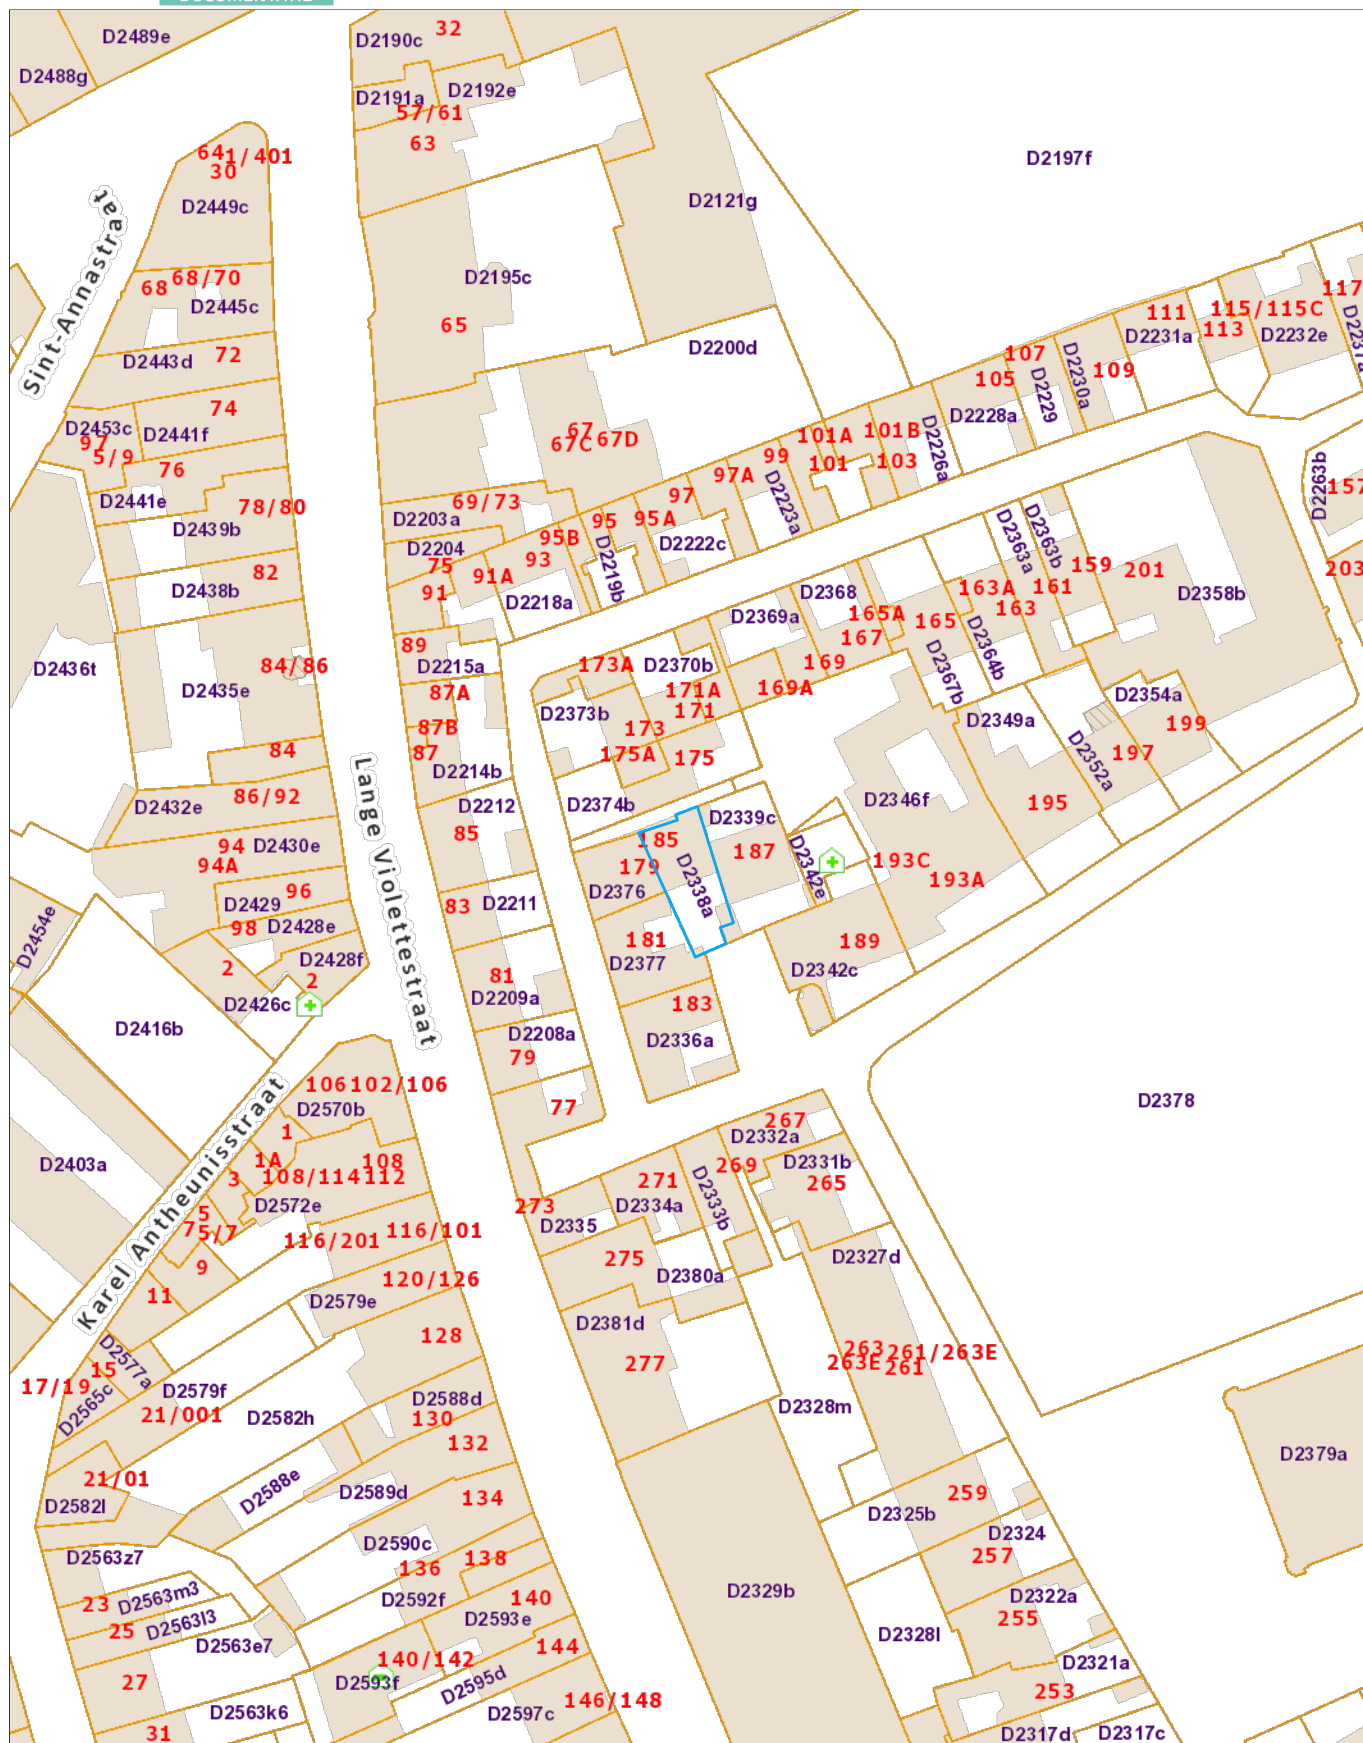 D2489e
D2190c
32
D2488g
D2191a
D2192e
57/61
63
D2197f
64
1/401
30
D2449c
D2121g
Sint-Annastraat
68
68/70
D2445c
D2195c
65
D2443d
72
D2200d
117
115/115C
111
113
D2231a
D2232e
107
105
D2229
D2230a
109
74
D2453c
97
5/9
D2441f
76
D2441e
78/80
D2439b
67
67C
67D
101A
101B
101
103
D2226a
D2228a
99
97A
D2223a
97
95A
D2222c
95
95B
93
D2219b
69/73
D2203a
D2204
75
91A
91
D2218a
82
D2438b
D2263b
157
203
D2363a
D2363b
159
161
163A
163
201
D2358b
D2436t
84/86
D2435e
89
D2215a
87A
87B
87
D2214b
D2368
D2369a
165A
165
167
169
169A
D2364b
D2367b
173A
D2370b
171A
171
D2373b
173
175A
175
D2349a
D2354a
199
197
D2352a
84
D2432e
86/92
D2212
85
D2374b
D2339c
D2346f
195
94
D2430e
94A
Lange Violettestraat
185
179
D2338a
187
D2342e
193C
193A
D2376
D2429
96
98
D2428e
D2428f
83
D2211
181
D2377
189
D2342c
D2454e
2
2
D2426c
81
D2209a
183
D2336a
D2416b
D2208a
79
77
106
102/106
D2570b
D2378
1
1A
3
108
108/114
112
D2572e
D2403a
267
D2332a
269
D2331b
265
271
D2334a
D2333b
273
D2335
5
7
5/7
9
116/201
116/101
275
D2380a
D2327d
11
Karel Antheunisstraat
120/126
D2579e
128
D2381d
277
263
261/263E
263E
261
D2577a
15
17/19
D2565c
D2579f
21/001
D2582h
D2588d
130
132
D2328m
D2379a
21/01
D2582l
D2588e
D2589d
134
259
D2325b
D2324
257
D2590c
136
138
D2563z7
D2563m3
23
D2563l3
25
D2563e7
D2592f
D2593e
140
D2329b
D2322a
255
D2328l
27
140/142
144
D2593f
D2595d
D2321a
253
D2563k6
31
D2597c
146/148
D2317d
D2317c